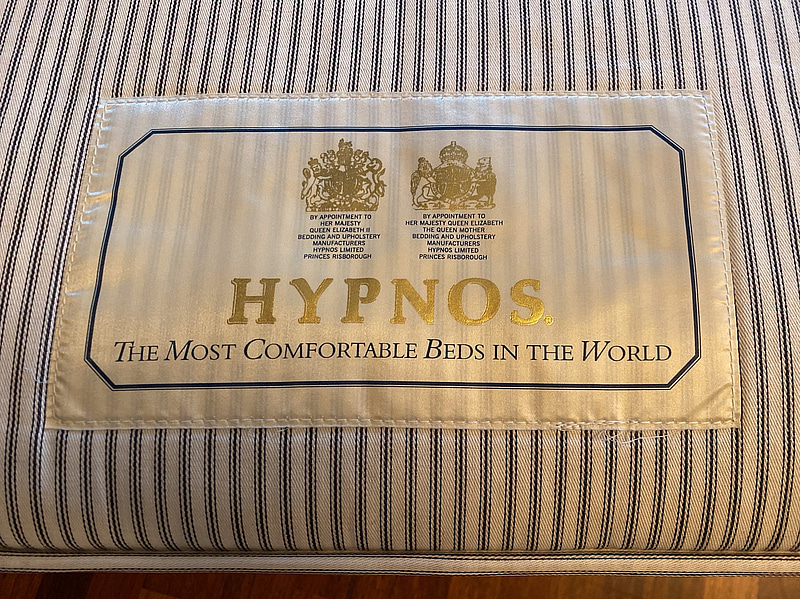 BY APPOINTMENT TO
HER MAJESTY
QUEEN ELIZABETH II
BEDDING AND UPHOLSTERY
MANUFACTURERS
HYPNOS LIMITED
PRINCES RISBOROUGH
BY APPOINTMENT TO
HER MAJESTY QUEEN ELIZABETH
THE QUEEN MOTHER
BEDDING AND UPHOLSTERY
MANUFACTURERS
HYPNOS LIMITED
PRINCES RISBOROUGH
HYPNOS®
THE MOST COMFORTABLE BEDS IN THE WORLD